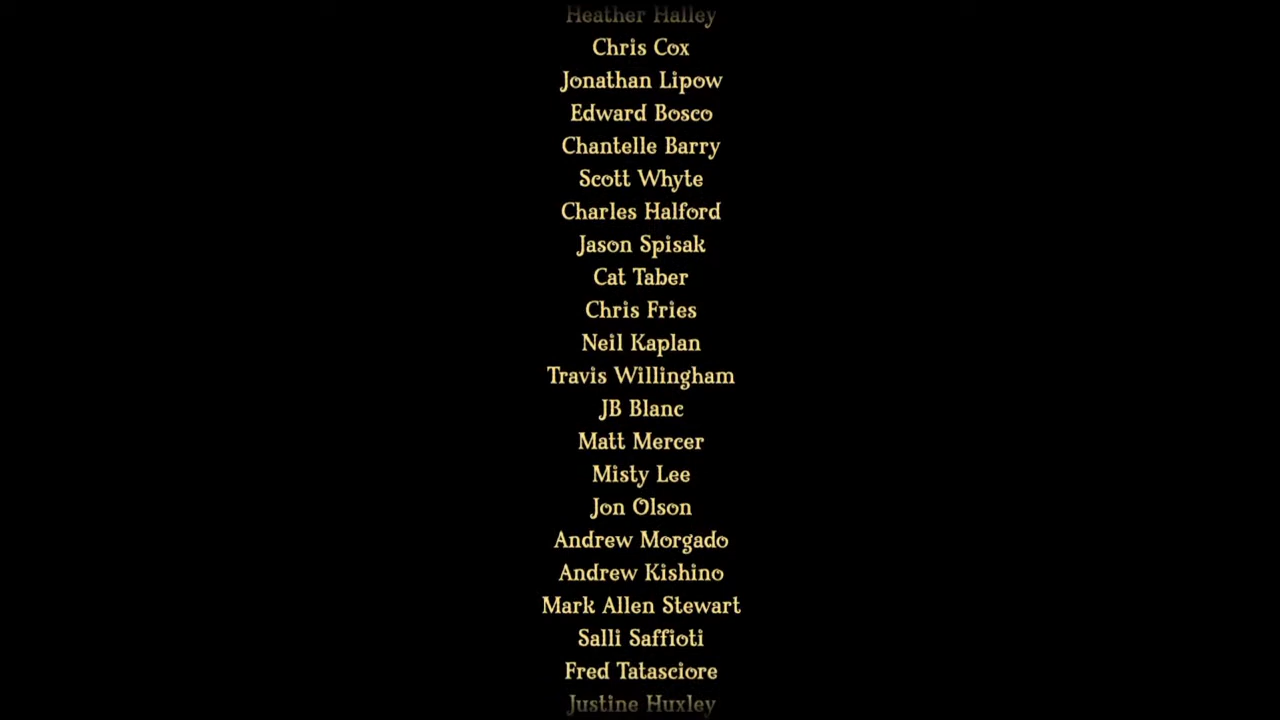 Heather Halley
Chris Cox
Jonathan Lipow
Edward Bosco
Chantelle Barry
Scott Whyte
Charles Halford
Jason Spisak
Cat Taber
Chris Fries
Neil Kaplan
Travis Willingham
JB Blanc
Matt Mercer
Misty Lee
Jon Olson
Andrew Morgado
Andrew Kishino
Mark Allen Stewart
Salli Saffioti
Fred Tatasciore
Justine Huxley